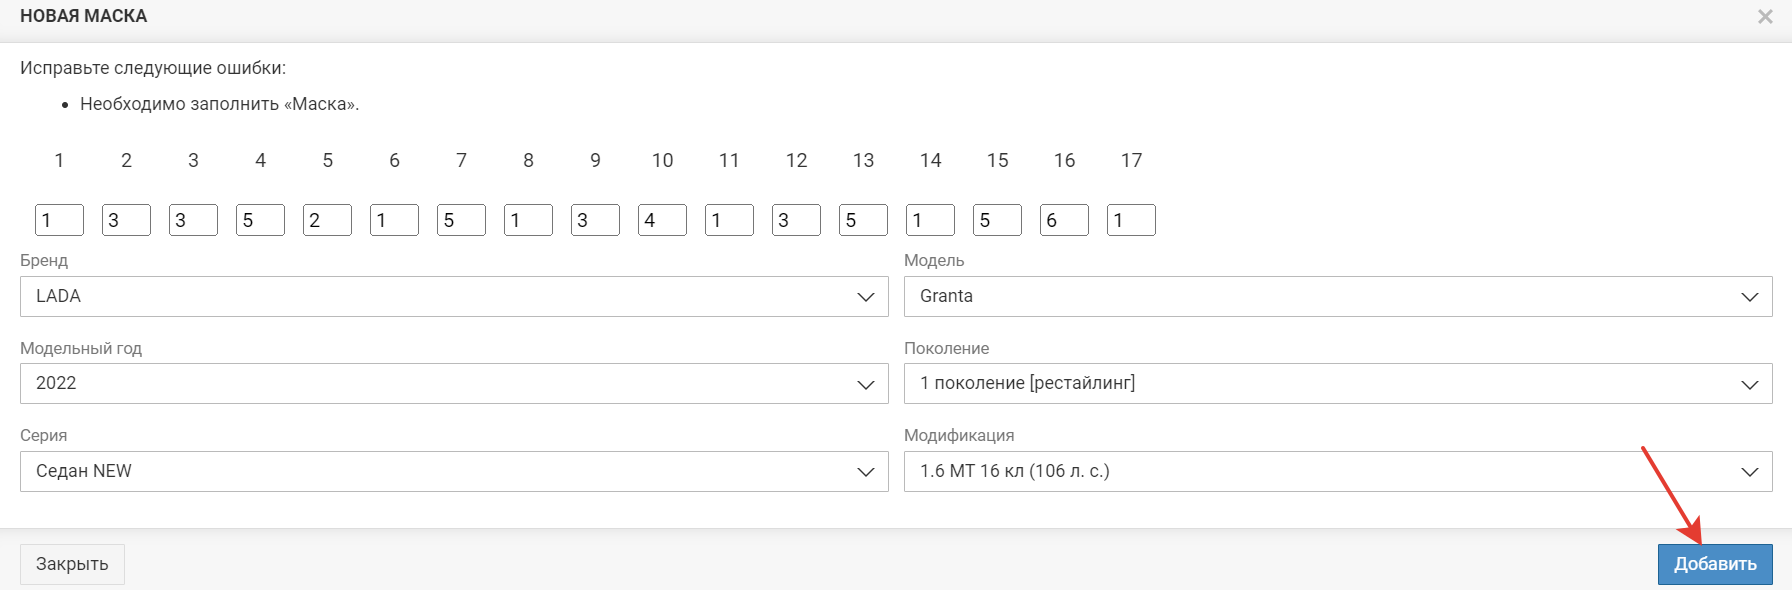 НОВАЯ МАСКА
Исправьте следующие ошибки:
• Необходимо заполнить «Маска».
1 2 3 4 5 6 7 8 9 10 11 12 13 14 15 16 17
1 3 3 5 2 1 5 1 3 4 1 3 5 1 5 6 1
Бренд Модель
LADA Granta
Модельный год Поколение
2022 1 поколение [рестайлинг]
Серия Модификация
Седан NEW 1.6 МТ 16 кл (106 л. с.)
Закрыть Добавить